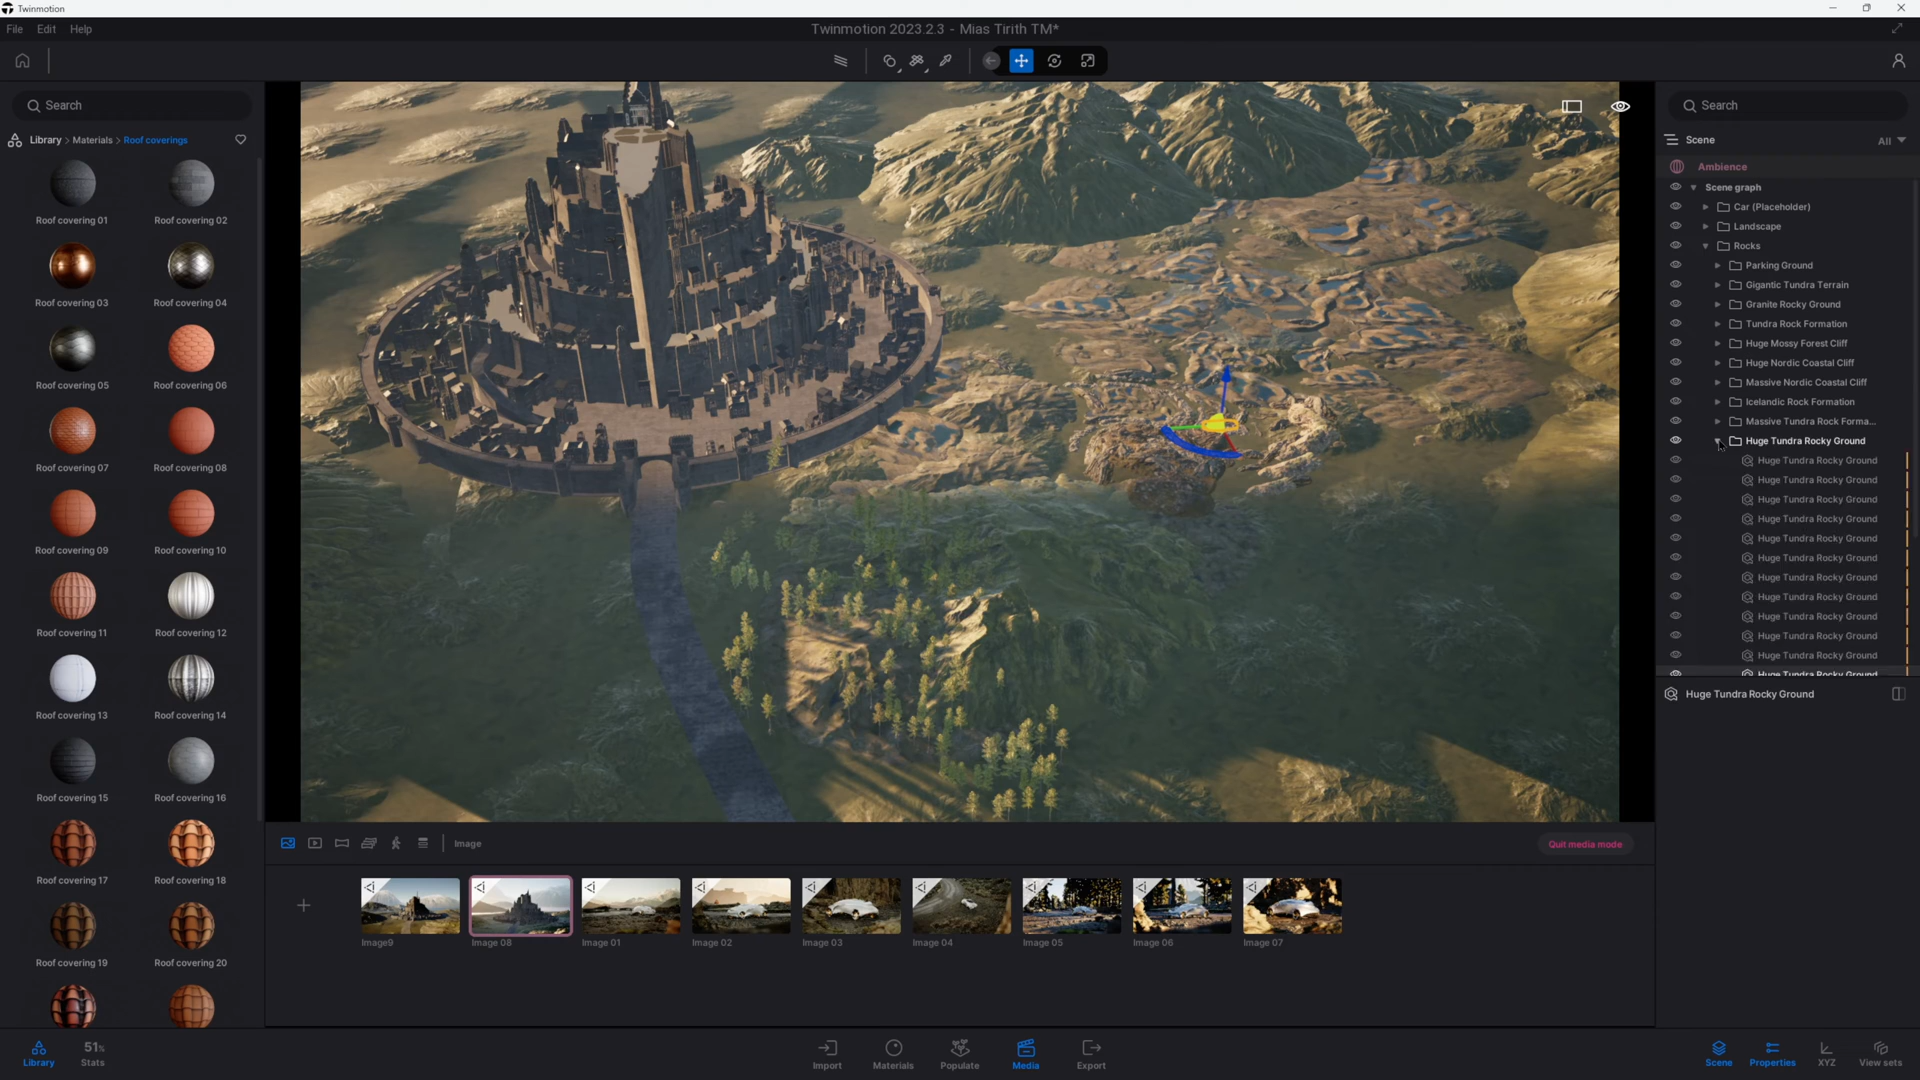 Twinmotion
File Edit Help
Twinmotion 2023.2.3 - Mias Tirith TM*
Search
Library > Materials > Roof coverings
Roof covering 01
Roof covering 02
Roof covering 03
Roof covering 04
Roof covering 05
Roof covering 06
Roof covering 07
Roof covering 08
Roof covering 09
Roof covering 10
Roof covering 11
Roof covering 12
Roof covering 13
Roof covering 14
Roof covering 15
Roof covering 16
Roof covering 17
Roof covering 18
Roof covering 19
Roof covering 20
Image
Quit media mode
Image9
Image 08
Image 01
Image 02
Image 03
Image 04
Image 05
Image 06
Image 07
Search
Scene
All
Ambience
Scene graph
Car (Placeholder)
Landscape
Rocks
Parking Ground
Gigantic Tundra Terrain
Granite Rocky Ground
Tundra Rock Formation
Huge Mossy Forest Cliff
Huge Nordic Coastal Cliff
Massive Nordic Coastal Cliff
Icelandic Rock Formation
Massive Tundra Rock Forma...
Huge Tundra Rocky Ground
Huge Tundra Rocky Ground
Huge Tundra Rocky Ground
Huge Tundra Rocky Ground
Huge Tundra Rocky Ground
Huge Tundra Rocky Ground
Huge Tundra Rocky Ground
Huge Tundra Rocky Ground
Huge Tundra Rocky Ground
Huge Tundra Rocky Ground
Huge Tundra Rocky Ground
Huge Tundra Rocky Ground
Huge Tundra Rocky Ground
Huge Tundra Rocky Ground
Library
51%
Stats
Import
Materials
Populate
Media
Export
Scene
Properties
XYZ
View sets